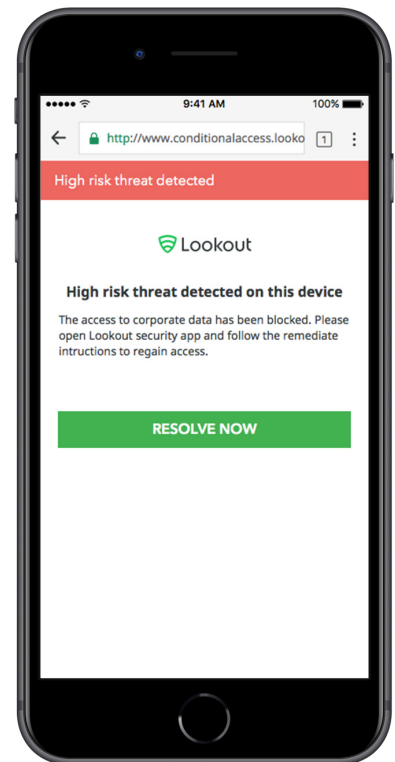 9:41 AM
100%
http://www.conditionalaccess.looko
1
High risk threat detected
Lookout
High risk threat detected on this device
The access to corporate data has been blocked. Please
open Lookout security app and follow the remediate
intructions to regain access.
RESOLVE NOW